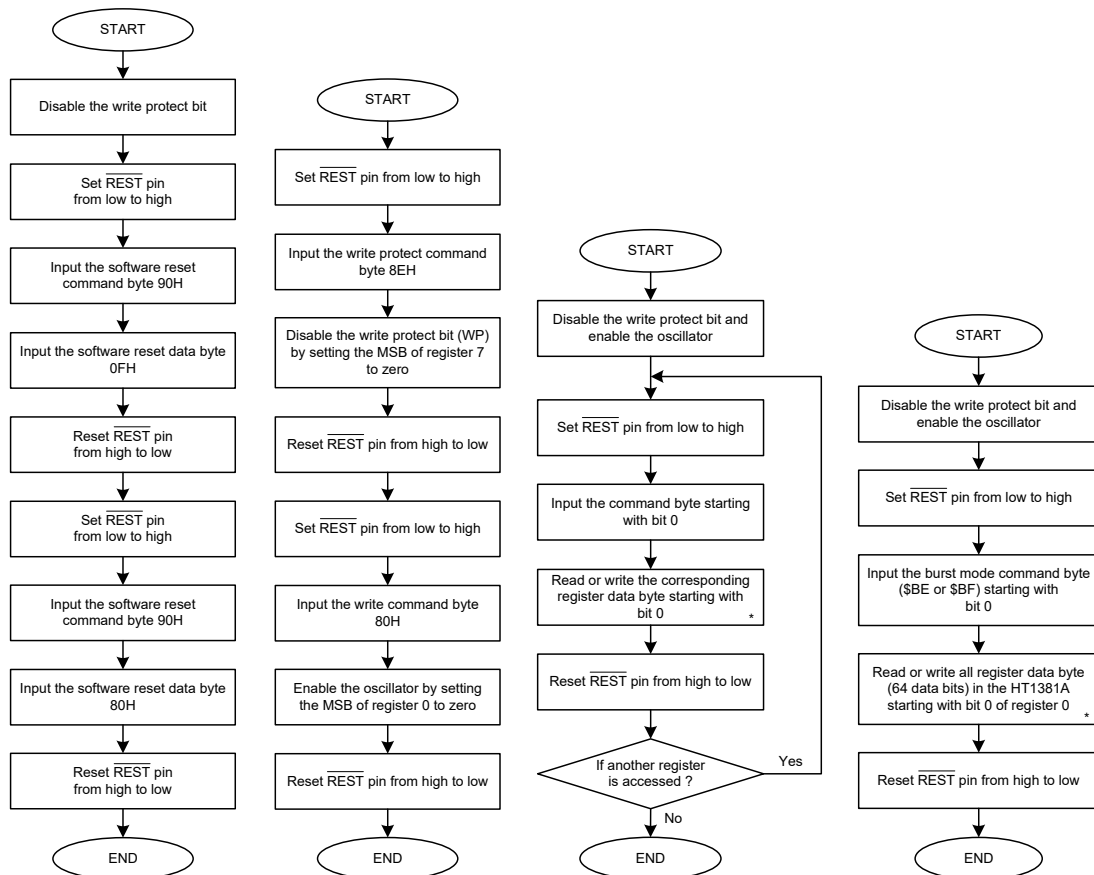 START
Disable the write protect bit
Set REST pin
from low to high
Input the software reset
command byte 90H
Input the software reset data byte
0FH
Reset REST pin
from high to low
Set REST pin
from low to high
Input the software reset
command byte 90H
Input the software reset data byte
80H
Reset REST pin
from high to low
END
START
Set REST pin from low to high
Input the write protect command
byte 8EH
Disable the write protect bit (WP)
by setting the MSB of register 7
to zero
Reset REST pin from high to low
Set REST pin from low to high
Input the write command byte
80H
Enable the oscillator by setting
the MSB of register 0 to zero
Reset REST pin from high to low
END
START
Disable the write protect bit and
enable the oscillator
Set REST pin from low to high
Input the command byte starting
with bit 0
Read or write the corresponding
register data byte starting with
bit 0 *
Reset REST pin from high to low
If another register
is accessed ?
Yes
No
END
START
Disable the write protect bit and
enable the oscillator
Set REST pin from low to high
Input the burst mode command byte
($BE or $BF) starting with
bit 0
Read or write all register data byte
(64 data bits) in the HT1381A
starting with bit 0 of register 0 *
Reset REST pin from high to low
END